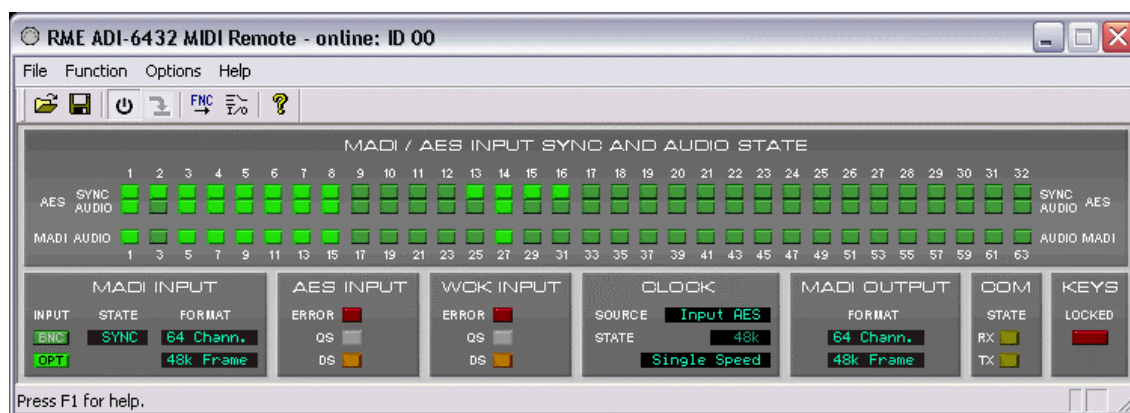 RME ADI-6432 MIDI Remote - online: ID 00
File Function Options Help
FNC I/O
MADI / AES INPUT SYNC AND AUDIO STATE
1 2 3 4 5 6 7 8 9 10 11 12 13 14 15 16 17 18 19 20 21 22 23 24 25 26 27 28 29 30 31 32
AES SYNC SYNC AES
AUDIO AUDIO
MADI AUDIO AUDIO MADI
1 3 5 7 9 11 13 15 17 19 21 23 25 27 29 31 33 35 37 39 41 43 45 47 49 51 53 55 57 59 61 63
MADI INPUT
INPUT STATE FORMAT
BNC SYNC 64 Chann.
OPT 48k Frame
AES INPUT
ERROR
QS
DS
WCK INPUT
ERROR
QS
DS
CLOCK
SOURCE Input AES
STATE 48k
Single Speed
MADI OUTPUT
FORMAT
64 Chann.
48k Frame
COM
STATE
RX
TX
KEYS
LOCKED
Press F1 for help.